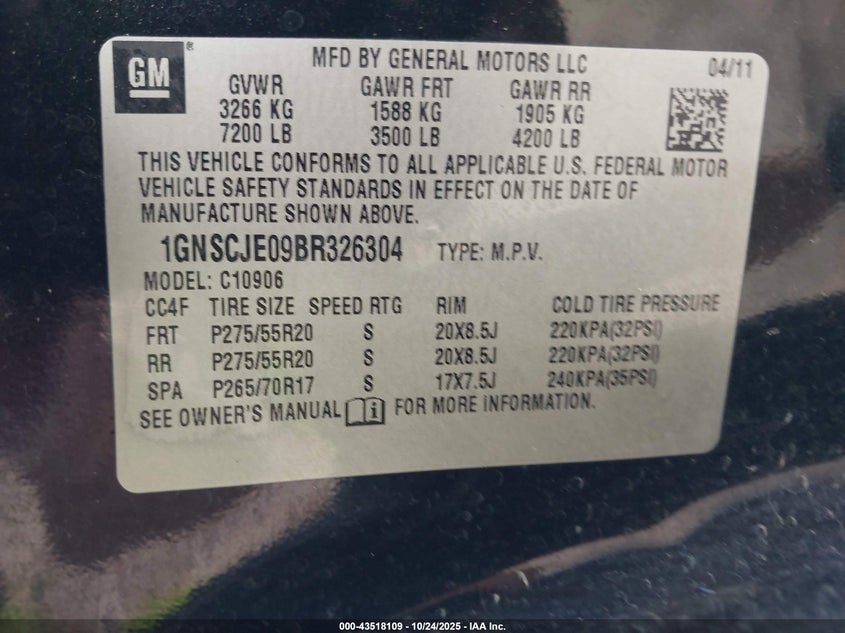 GM ®
MFD BY GENERAL MOTORS LLC 04/11
GVWR GAWR FRT GAWR RR
3266 KG 1588 KG 1905 KG
7200 LB 3500 LB 4200 LB
THIS VEHICLE CONFORMS TO ALL APPLICABLE U.S. FEDERAL MOTOR
VEHICLE SAFETY STANDARDS IN EFFECT ON THE DATE OF
MANUFACTURE SHOWN ABOVE.
1GNSCJE09BR326304 TYPE: M.P.V.
MODEL: C10906
CC4F TIRE SIZE SPEED RTG RIM COLD TIRE PRESSURE
FRT P275/55R20 S 20X8.5J 220KPA(32PSI)
RR P275/55R20 S 20X8.5J 220KPA(32PSI)
SPA P265/70R17 S 17X7.5J 240KPA(35PSI)
SEE OWNER'S MANUAL i FOR MORE INFORMATION.
000-43518109 - 10/24/2025 - IAA Inc.